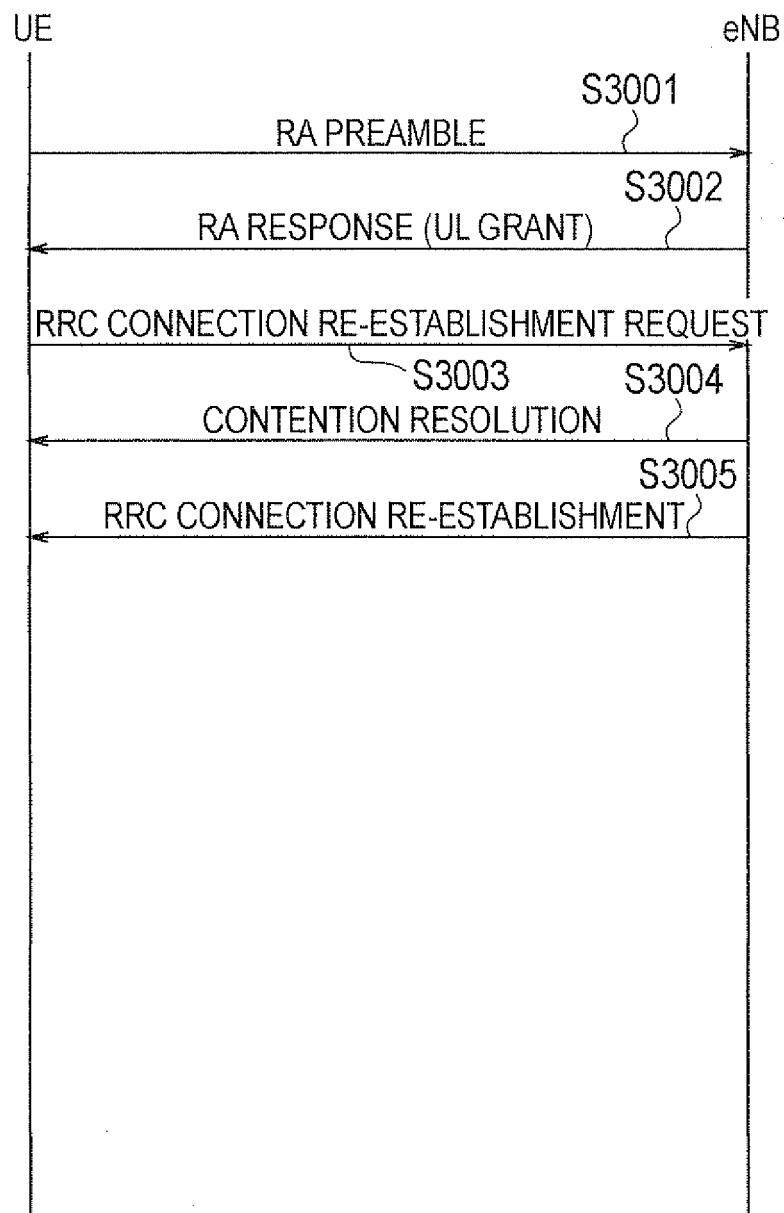 UE eNB
S3001
RA PREAMBLE
S3002
RA RESPONSE (UL GRANT)
RRC CONNECTION RE-ESTABLISHMENT REQUEST
S3003
S3004
CONTENTION RESOLUTION
S3005
RRC CONNECTION RE-ESTABLISHMENT